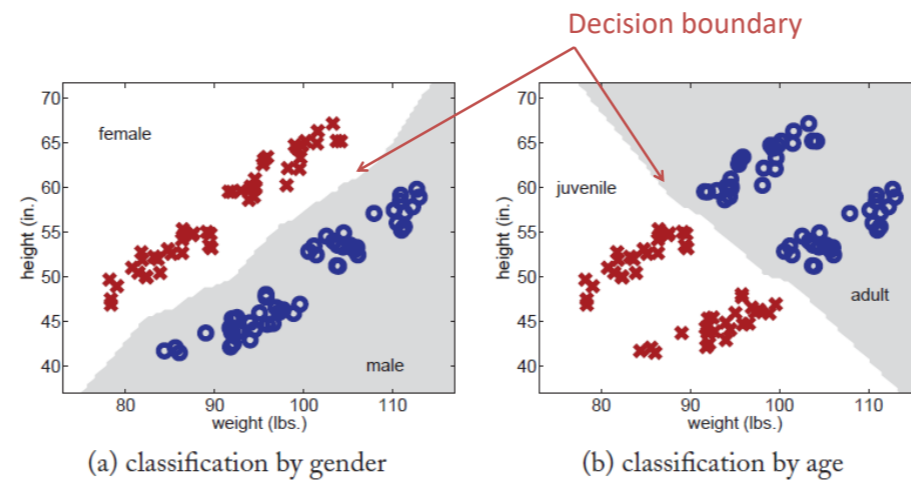 Decision boundary
70
65
60
55
50
45
40
height (in.)
female
male
80 90 100 110
weight (lbs.)
(a) classification by gender
70
65
60
55
50
45
40
height (in.)
juvenile
adult
80 90 100 110
weight (lbs.)
(b) classification by age